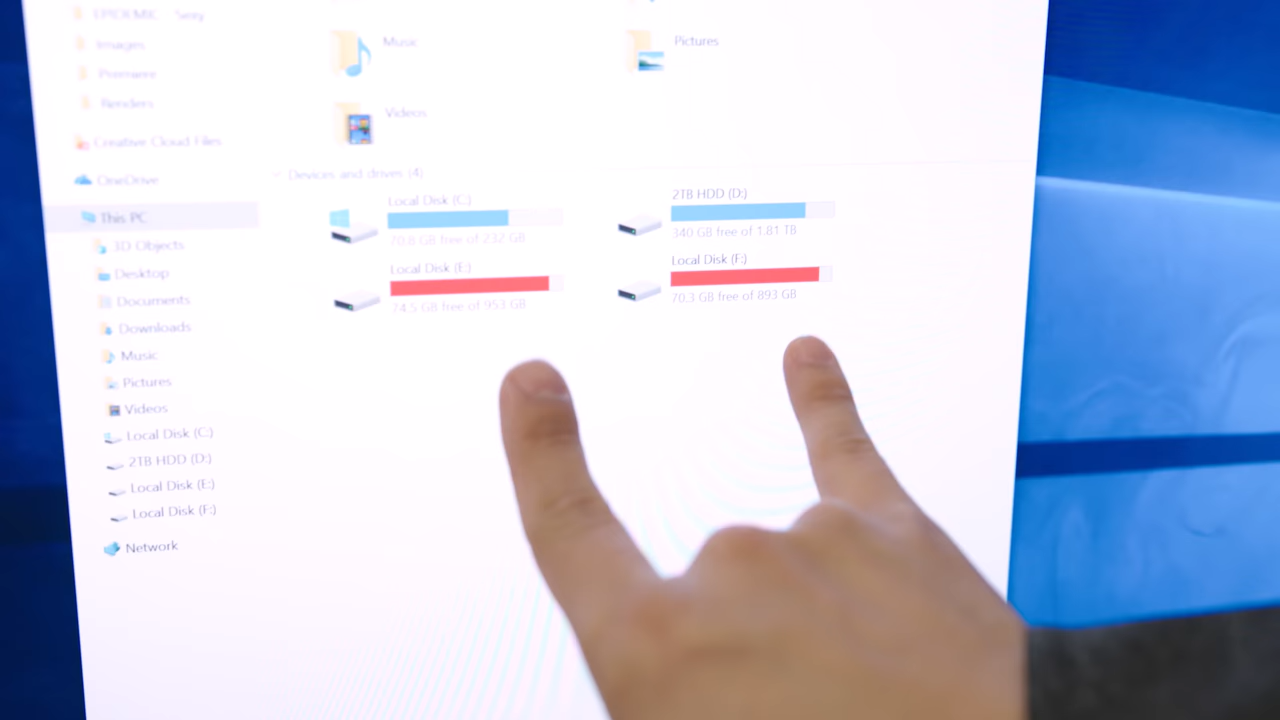 Images
Premiere
Renders
Creative Cloud Files
OneDrive
This PC
3D Objects
Desktop
Documents
Downloads
Music
Pictures
Videos
Local Disk (C:)
2TB HDD (D:)
Local Disk (E:)
Local Disk (F:)
Network
Music
Pictures
Videos
Devices and drives (4)
Local Disk (C:)
70.8 GB free of 232 GB
2TB HDD (D:)
340 GB free of 1.81 TB
Local Disk (E:)
74.5 GB free of 953 GB
Local Disk (F:)
70.3 GB free of 893 GB